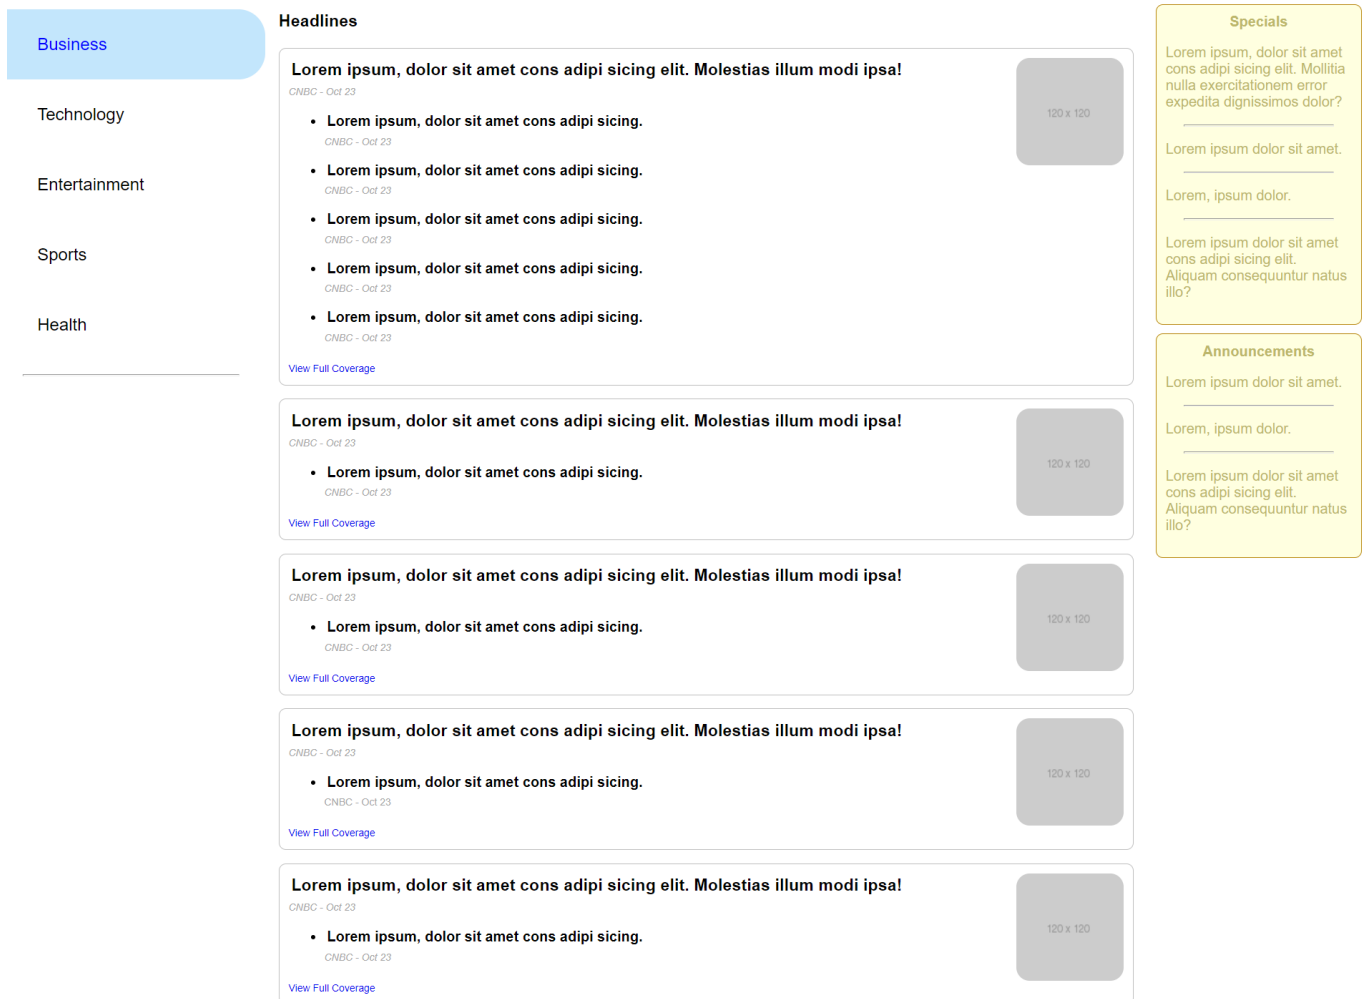 Business
Technology
Entertainment
Sports
Health
Headlines
Lorem ipsum, dolor sit amet cons adipi sicing elit. Molestias illum modi ipsa!
CNBC - Oct 23
120 x 120
• Lorem ipsum, dolor sit amet cons adipi sicing.
CNBC - Oct 23
• Lorem ipsum, dolor sit amet cons adipi sicing.
CNBC - Oct 23
• Lorem ipsum, dolor sit amet cons adipi sicing.
CNBC - Oct 23
• Lorem ipsum, dolor sit amet cons adipi sicing.
CNBC - Oct 23
• Lorem ipsum, dolor sit amet cons adipi sicing.
CNBC - Oct 23
View Full Coverage
Lorem ipsum, dolor sit amet cons adipi sicing elit. Molestias illum modi ipsa!
CNBC - Oct 23
120 x 120
• Lorem ipsum, dolor sit amet cons adipi sicing.
CNBC - Oct 23
View Full Coverage
Lorem ipsum, dolor sit amet cons adipi sicing elit. Molestias illum modi ipsa!
CNBC - Oct 23
120 x 120
• Lorem ipsum, dolor sit amet cons adipi sicing.
CNBC - Oct 23
View Full Coverage
Lorem ipsum, dolor sit amet cons adipi sicing elit. Molestias illum modi ipsa!
CNBC - Oct 23
120 x 120
• Lorem ipsum, dolor sit amet cons adipi sicing.
CNBC - Oct 23
View Full Coverage
Lorem ipsum, dolor sit amet cons adipi sicing elit. Molestias illum modi ipsa!
CNBC - Oct 23
120 x 120
• Lorem ipsum, dolor sit amet cons adipi sicing.
CNBC - Oct 23
View Full Coverage
Specials
Lorem ipsum, dolor sit amet
cons adipi sicing elit. Mollitia
nulla exercitationem error
expedita dignissimos dolor?
Lorem ipsum dolor sit amet.
Lorem, ipsum dolor.
Lorem ipsum dolor sit amet
cons adipi sicing elit.
Aliquam consequuntur natus
illo?
Announcements
Lorem ipsum dolor sit amet.
Lorem, ipsum dolor.
Lorem ipsum dolor sit amet
cons adipi sicing elit.
Aliquam consequuntur natus
illo?